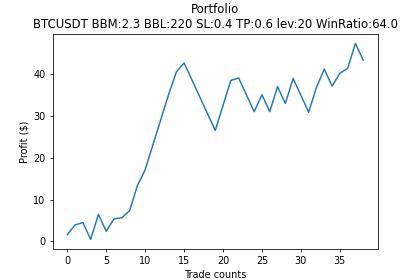 Portfolio
BTCUSDT BBM:2.3 BBL:220 SL:0.4 TP:0.6 lev:20 WinRatio:64.0
40
30
20
10
0
Profit ($)
0 5 10 15 20 25 30 35
Trade counts